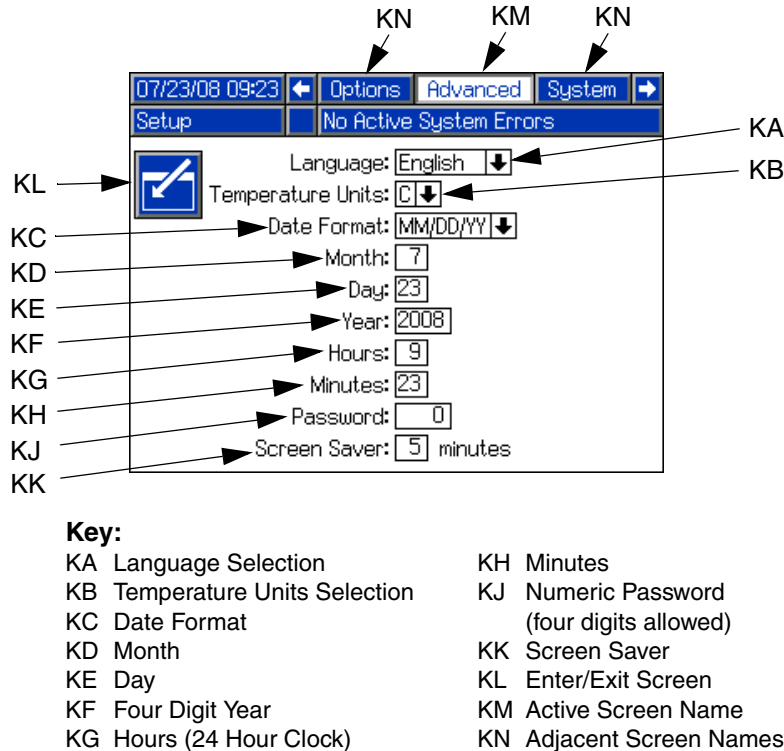 KN KM KN
07/23/08 09:23 Options Advanced System
Setup No Active System Errors
KA Language: English
KB Temperature Units: C
KL
KC Date Format: MM/DD/YY
KD Month: 7
KE Day: 23
KF Year: 2008
KG Hours: 9
KH Minutes: 23
KJ Password: 0
KK Screen Saver: 5 minutes
Key:
KA Language Selection
KB Temperature Units Selection
KC Date Format
KD Month
KE Day
KF Four Digit Year
KG Hours (24 Hour Clock)
KH Minutes
KJ Numeric Password
(four digits allowed)
KK Screen Saver
KL Enter/Exit Screen
KM Active Screen Name
KN Adjacent Screen Names